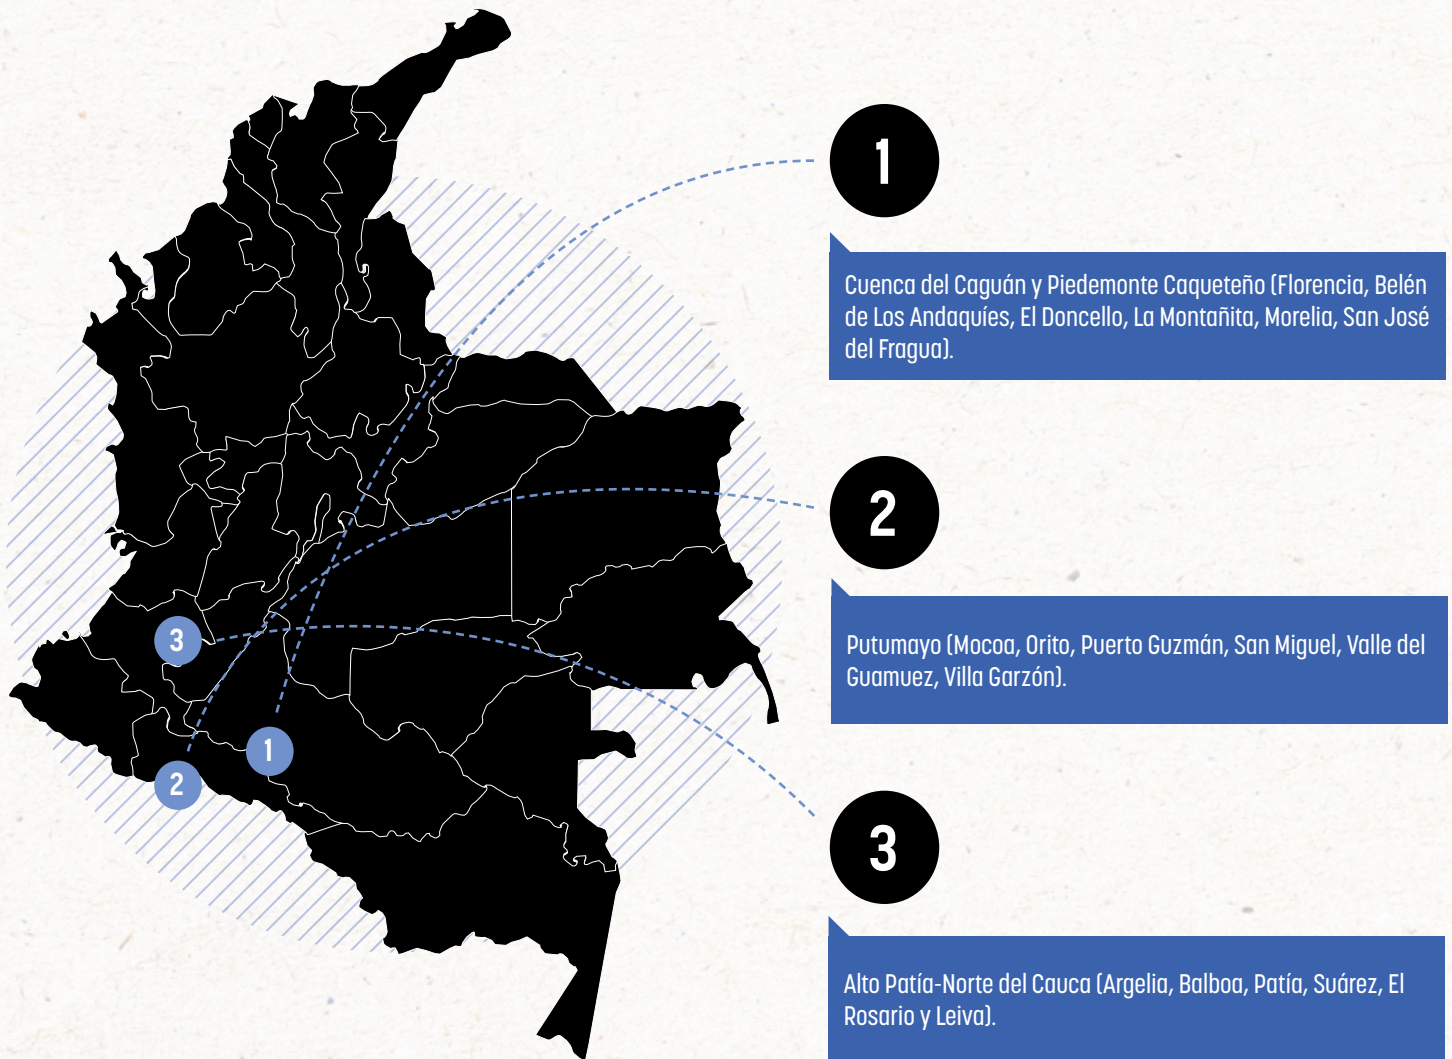 1
Cuenca del Caguán y Piedemonte Caqueteño (Florencia, Belén
de Los Andaquíes, El Doncello, La Montañita, Morelia, San José
del Fragua).
2
Putumayo (Mocoa, Orito, Puerto Guzmán, San Miguel, Valle del
Guamuez, Villa Garzón).
3
Alto Patía-Norte del Cauca (Argelia, Balboa, Patía, Suárez, El
Rosario y Leiva).
3
1
2